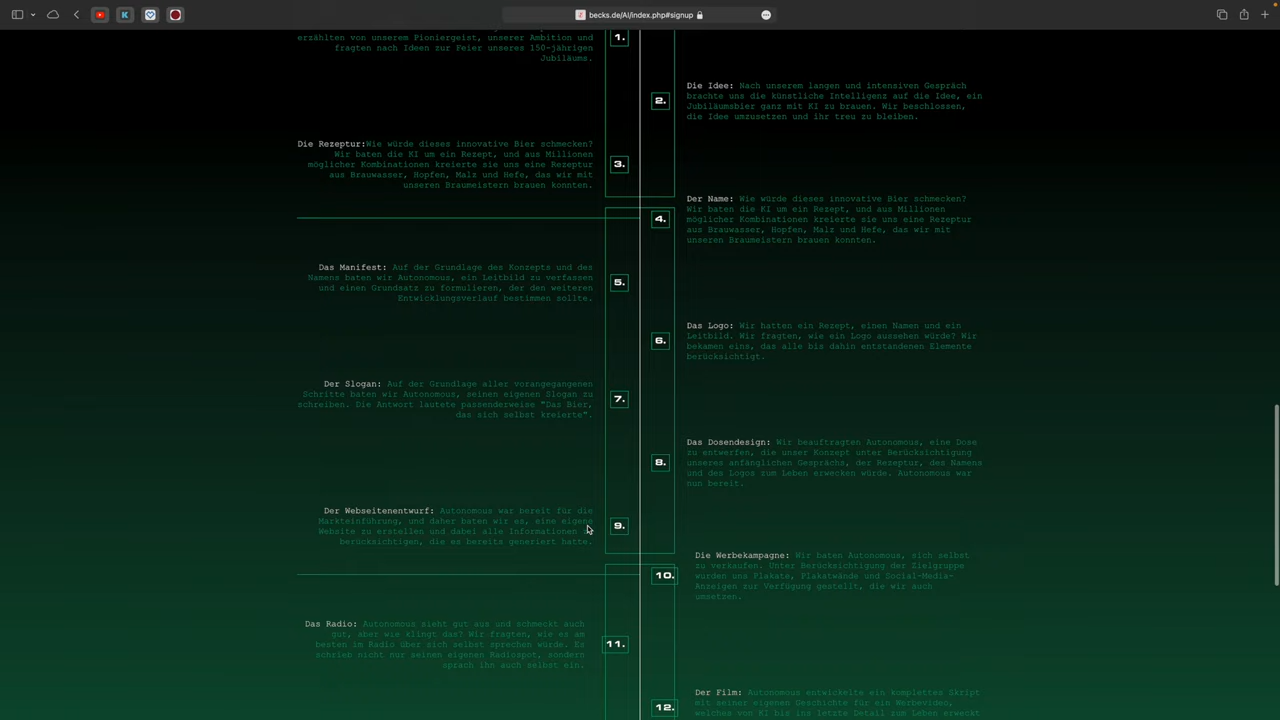 becks.de/AI/index.php#signup
erzählten von unserem Pioniergeist, unserer Ambition und
fragten nach Ideen zur Feier unseres 150-jährigen
Jubiläums.
1.
2.
Die Idee: Nach unserem langen und intensiven Gespräch
brachte uns die künstliche Intelligenz auf die Idee, ein
Jubiläumsbier ganz mit KI zu brauen. Wir beschlossen,
die Idee umzusetzen und ihr treu zu bleiben.
Die Rezeptur:Wie würde dieses innovative Bier schmecken?
Wir baten die KI um ein Rezept, und aus Millionen
möglicher Kombinationen kreierte sie uns eine Rezeptur
aus Brauwasser, Hopfen, Malz und Hefe, das wir mit
unseren Braumeistern brauen konnten.
3.
4.
Der Name: Wie würde dieses innovative Bier schmecken?
Wir baten die KI um ein Rezept, und aus Millionen
möglicher Kombinationen kreierte sie uns eine Rezeptur
aus Brauwasser, Hopfen, Malz und Hefe, das wir mit
unseren Braumeistern brauen konnten.
Das Manifest: Auf der Grundlage des Konzepts und des
Namens baten wir Autonomous, ein Leitbild zu verfassen
und einen Grundsatz zu formulieren, der den weiteren
Entwicklungsverlauf bestimmen sollte.
5.
6.
Das Logo: Wir hatten ein Rezept, einen Namen und ein
Leitbild. Wir fragten, wie ein Logo aussehen würde? Wir
bekamen eins, das alle bis dahin entstandenen Elemente
berücksichtigt.
Der Slogan: Auf der Grundlage aller vorangegangenen
Schritte baten wir Autonomous, seinen eigenen Slogan zu
schreiben. Die Antwort lautete passenderweise "Das Bier,
das sich selbst kreierte".
7.
8.
Das Dosendesign: Wir beauftragten Autonomous, eine Dose
zu entwerfen, die unser Konzept unter Berücksichtigung
unseres anfänglichen Gesprächs, der Rezeptur, des Namens
und des Logos zum Leben erwecken würde. Autonomous war
nun bereit.
Der Webseitenentwurf: Autonomous war bereit für die
Markteinführung, und daher baten wir es, eine eigene
Website zu erstellen und dabei alle Informationen
berücksichtigen, die es bereits generiert hatte.
9.
10.
Die Werbekampagne: Wir baten Autonomous, sich selbst
zu verkaufen. Unter Berücksichtigung der Zielgruppe
wurden uns Plakate, Plakatwände und Social-Media-
Anzeigen zur Verfügung gestellt, die wir auch
umsetzen.
Das Radio: Autonomous sieht gut aus und schmeckt auch
gut, aber wie klingt das? Wir fragten, wie es am
besten im Radio über sich selbst sprechen würde. Es
schrieb nicht nur seinen eigenen Radiospot, sondern
sprach ihn auch selbst ein.
11.
12.
Der Film: Autonomous entwickelte ein komplettes Skript
mit seiner eigenen Geschichte für ein Werbevideo,
welches von KI bis ins letzte Detail zum Leben erweckt